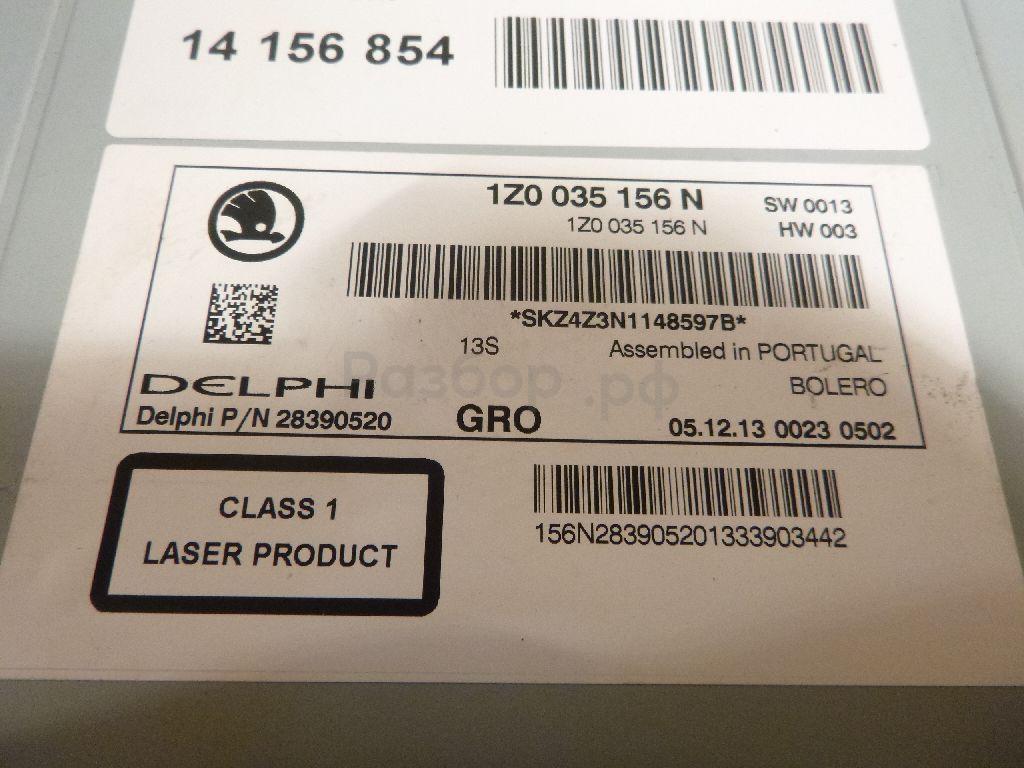 14 156 854
1Z0 035 156 N
SW 0013
1Z0 035 156 N
HW 003
*SKZ4Z3N1148597B*
13S
Assembled in PORTUGAL
Разбор.рф
DELPHI
BOLERO
Delphi P/N 28390520
GRO
05.12.13 0023 0502
CLASS 1
LASER PRODUCT
156N283905201333903442